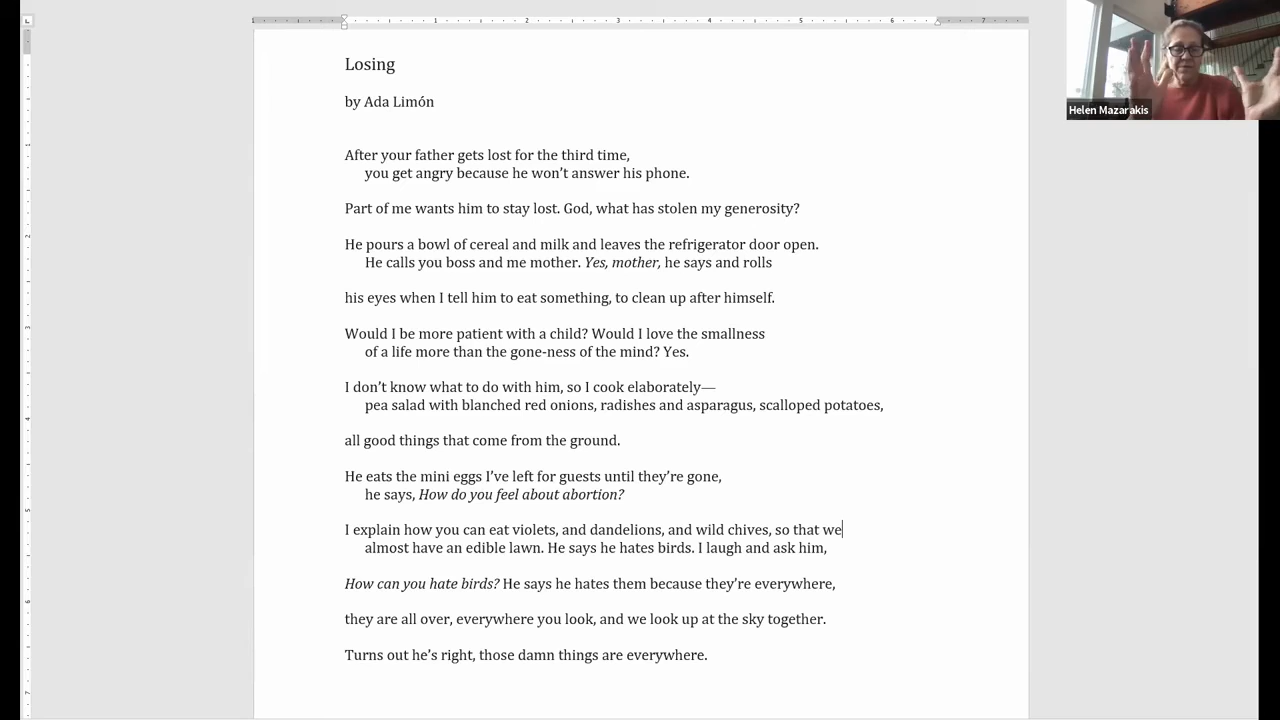 Losing
by Ada Limón
After your father gets lost for the third time,
you get angry because he won’t answer his phone.
Part of me wants him to stay lost. God, what has stolen my generosity?
He pours a bowl of cereal and milk and leaves the refrigerator door open.
He calls you boss and me mother. Yes, mother, he says and rolls
his eyes when I tell him to eat something, to clean up after himself.
Would I be more patient with a child? Would I love the smallness
of a life more than the gone-ness of the mind? Yes.
I don’t know what to do with him, so I cook elaborately—
pea salad with blanched red onions, radishes and asparagus, scalloped potatoes,
all good things that come from the ground.
He eats the mini eggs I’ve left for guests until they’re gone,
he says, How do you feel about abortion?
I explain how you can eat violets, and dandelions, and wild chives, so that we
almost have an edible lawn. He says he hates birds. I laugh and ask him,
How can you hate birds? He says he hates them because they’re everywhere,
they are all over, everywhere you look, and we look up at the sky together.
Turns out he’s right, those damn things are everywhere.
Helen Mazarakis